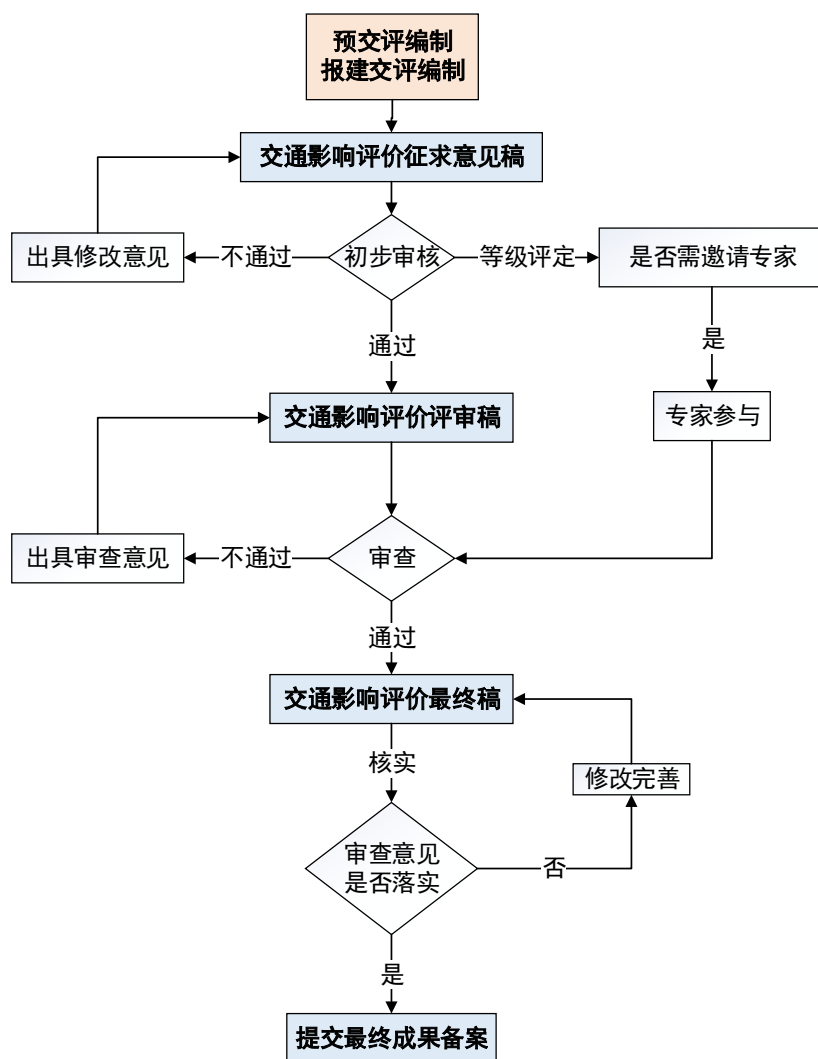 预交评编制
报建交评编制
交通影响评价征求意见稿
出具修改意见
不通过
初步审核
等级评定
是否需邀请专家
通过
是
交通影响评价评审稿
专家参与
出具审查意见
不通过
审查
通过
交通影响评价最终稿
核实
修改完善
审查意见
是否落实
否
是
提交最终成果备案